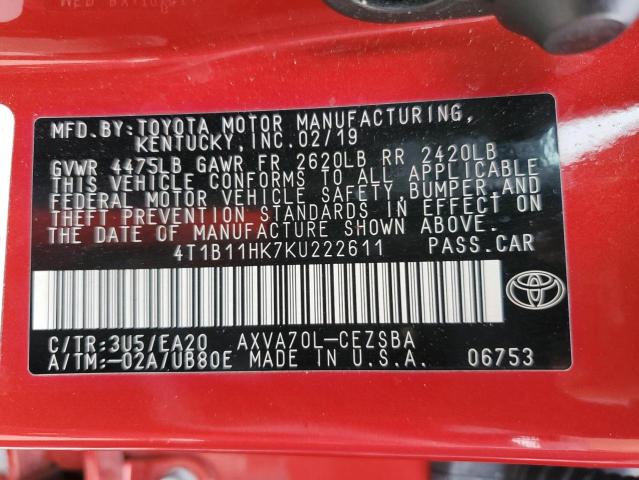 MFD.BY:TOYOTA MOTOR MANUFACTURING,
KENTUCKY, INC.02/19
GVWR 4475LB GAWR FR 2620LB RR 2420LB
THIS VEHICLE CONFORMS TO ALL APPLICABLE
FEDERAL MOTOR VEHICLE SAFETY,BUMPER,AND
THEFT PREVENTION STANDARDS IN EFFECT ON
THE DATE OF MANUFACTURE SHOWN ABOVE.
4T1B11HK7KU222611 PASS.CAR
C/TR:3U5/EA20 AXVA70L-CEZSBA
A/TM:-02A/UB80E MADE IN U.S.A. 06753